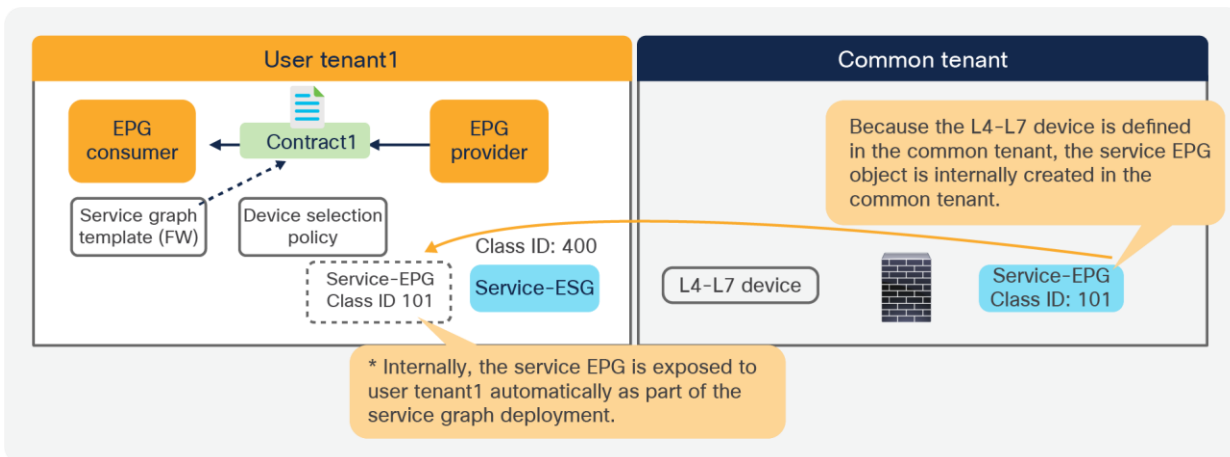 User tenant1
Common tenant
EPG
consumer
Contract1
EPG
provider
Because the L4-L7 device is defined
in the common tenant, the service EPG
object is internally created in the
common tenant.
Service graph
template (FW)
Device selection
policy
Class ID: 400
Service-EPG
Class ID 101
Service-ESG
L4-L7 device
Service-EPG
Class ID: 101
* Internally, the service EPG is exposed to
user tenant1 automatically as part of the
service graph deployment.